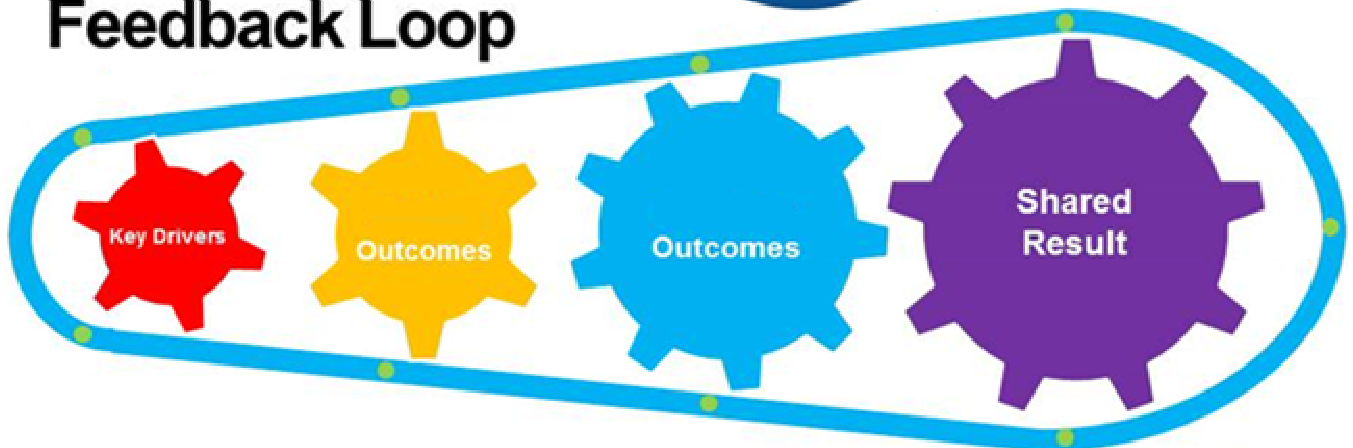 Feedback Loop
Key Drivers
Outcomes
Outcomes
Shared
Result